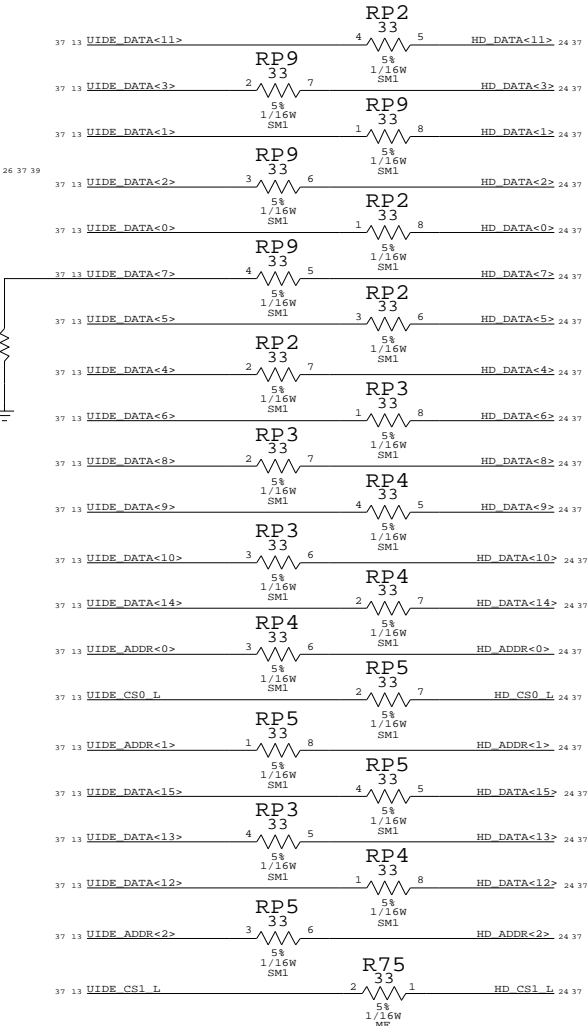 RP2
33
37 13 UIDE_DATA<11> 4 5 HD_DATA<11> 24 37
5%
1/16W
SM1
RP9
33
37 13 UIDE_DATA<3> 2 7 HD_DATA<3> 24 37
5%
1/16W
SM1
RP9
33
37 13 UIDE_DATA<1> 1 8 HD_DATA<1> 24 37
5%
1/16W
SM1
26 37 39
RP9
33
37 13 UIDE_DATA<2> 3 6 HD_DATA<2> 24 37
5%
1/16W
SM1
RP2
33
37 13 UIDE_DATA<0> 1 8 HD_DATA<0> 24 37
5%
1/16W
SM1
RP9
33
37 13 UIDE_DATA<7> 4 5 HD_DATA<7> 24 37
5%
1/16W
SM1
RP2
33
37 13 UIDE_DATA<5> 3 6 HD_DATA<5> 24 37
5%
1/16W
SM1
RP2
33
37 13 UIDE_DATA<4> 2 7 HD_DATA<4> 24 37
5%
1/16W
SM1
RP3
33
37 13 UIDE_DATA<6> 1 8 HD_DATA<6> 24 37
5%
1/16W
SM1
RP3
33
37 13 UIDE_DATA<8> 2 7 HD_DATA<8> 24 37
5%
1/16W
SM1
RP4
33
37 13 UIDE_DATA<9> 4 5 HD_DATA<9> 24 37
5%
1/16W
SM1
RP3
33
37 13 UIDE_DATA<10> 3 6 HD_DATA<10> 24 37
5%
1/16W
SM1
RP4
33
37 13 UIDE_DATA<14> 2 7 HD_DATA<14> 24 37
5%
1/16W
SM1
RP4
33
37 13 UIDE_ADDR<0> 3 6 HD_ADDR<0> 24 37
5%
1/16W
SM1
RP5
33
37 13 UIDE_CS0_L 2 7 HD_CS0_L 24 37
5%
1/16W
SM1
RP5
33
37 13 UIDE_ADDR<1> 1 8 HD_ADDR<1> 24 37
5%
1/16W
SM1
RP5
33
37 13 UIDE_DATA<15> 4 5 HD_DATA<15> 24 37
5%
1/16W
SM1
RP3
33
37 13 UIDE_DATA<13> 4 5 HD_DATA<13> 24 37
5%
1/16W
SM1
RP4
33
37 13 UIDE_DATA<12> 1 8 HD_DATA<12> 24 37
5%
1/16W
SM1
RP5
33
37 13 UIDE_ADDR<2> 3 6 HD_ADDR<2> 24 37
5%
1/16W
SM1
R75
33
37 13 UIDE_CS1_L 2 1 HD_CS1_L 24 37
5%
1/16W
MF